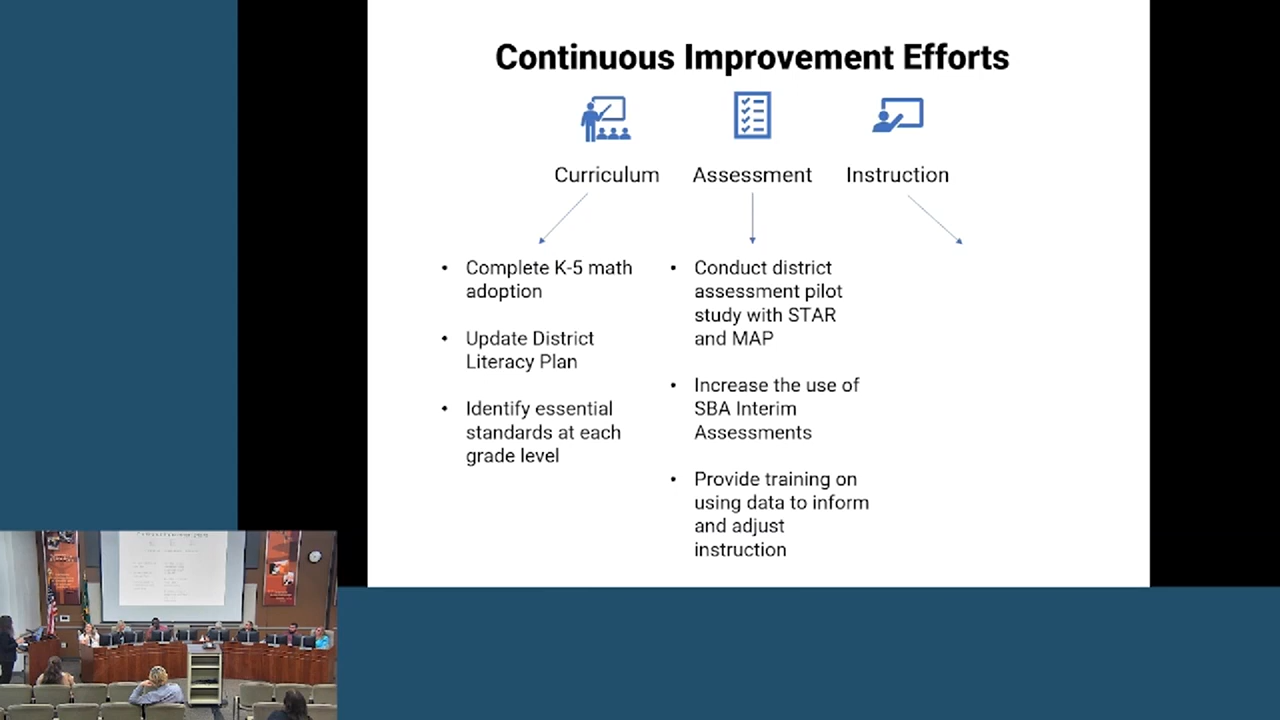 Continuous Improvement Efforts
Curriculum
Assessment
Instruction
• Complete K-5 math
adoption
• Update District
Literacy Plan
• Identify essential
standards at each
grade level
• Conduct district
assessment pilot
study with STAR
and MAP
• Increase the use of
SBA Interim
Assessments
• Provide training on
using data to inform
and adjust
instruction